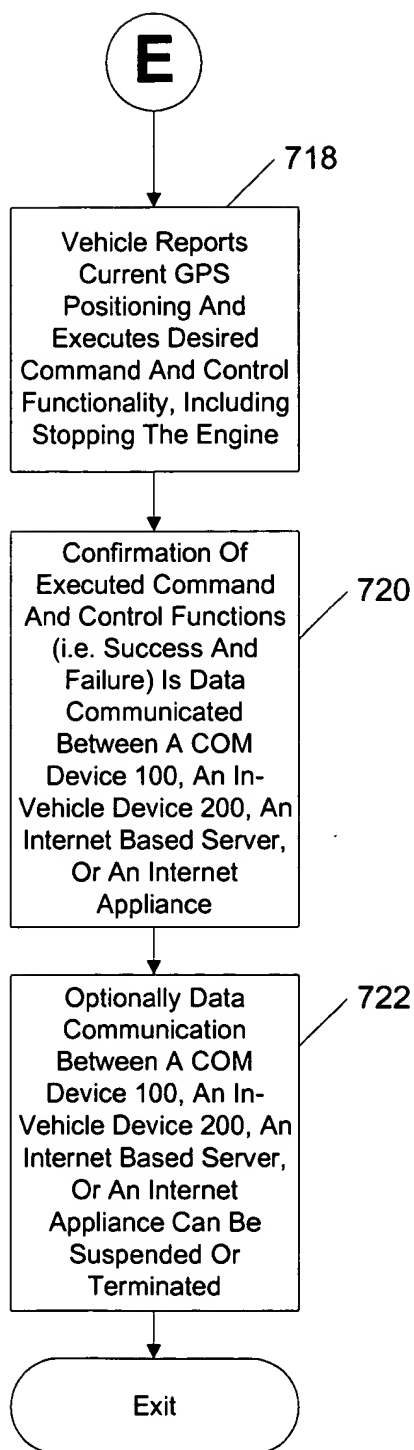 E
718
Vehicle Reports
Current GPS
Positioning And
Executes Desired
Command And Control
Functionality, Including
Stopping The Engine
720
Confirmation Of
Executed Command
And Control Functions
(i.e. Success And
Failure) Is Data
Communicated
Between A COM
Device 100, An In-
Vehicle Device 200, An
Internet Based Server,
Or An Internet
Appliance
722
Optionally Data
Communication
Between A COM
Device 100, An In-
Vehicle Device 200, An
Internet Based Server,
Or An Internet
Appliance Can Be
Suspended Or
Terminated
Exit